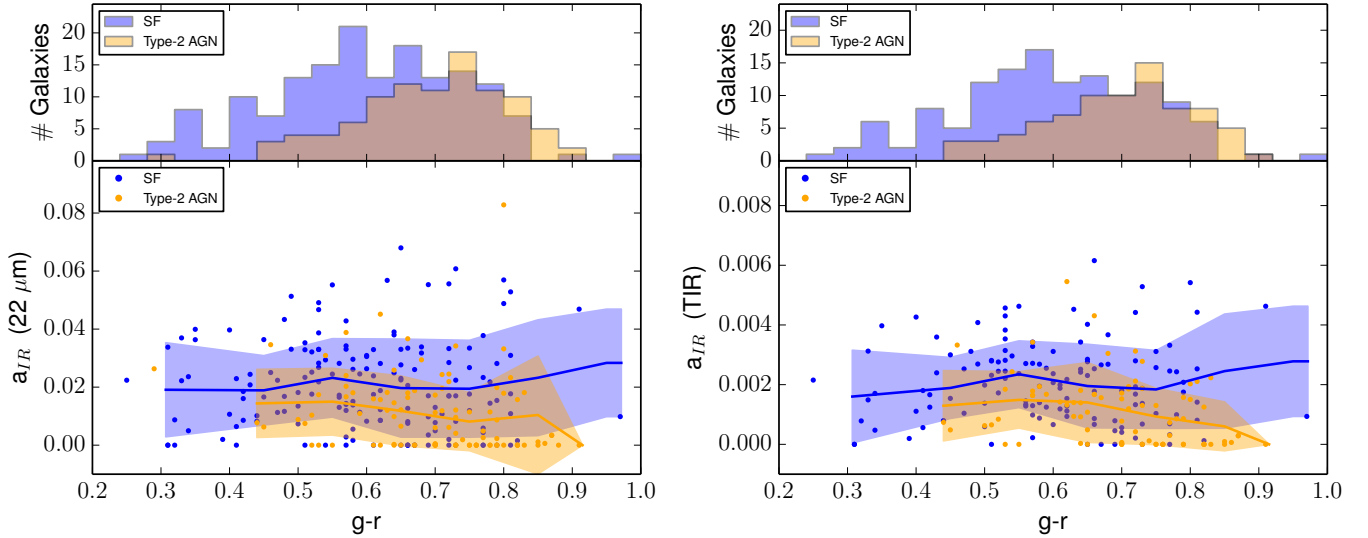 # Galaxies
20
15
10
5
0
SF
Type-2 AGN
a_{IR} (22 μm)
0.08
0.06
0.04
0.02
0.00
SF
Type-2 AGN
0.2 0.3 0.4 0.5 0.6 0.7 0.8 0.9 1.0
g-r
# Galaxies
20
15
10
5
0
SF
Type-2 AGN
a_{IR} (TIR)
0.008
0.006
0.004
0.002
0.000
SF
Type-2 AGN
0.2 0.3 0.4 0.5 0.6 0.7 0.8 0.9 1.0
g-r